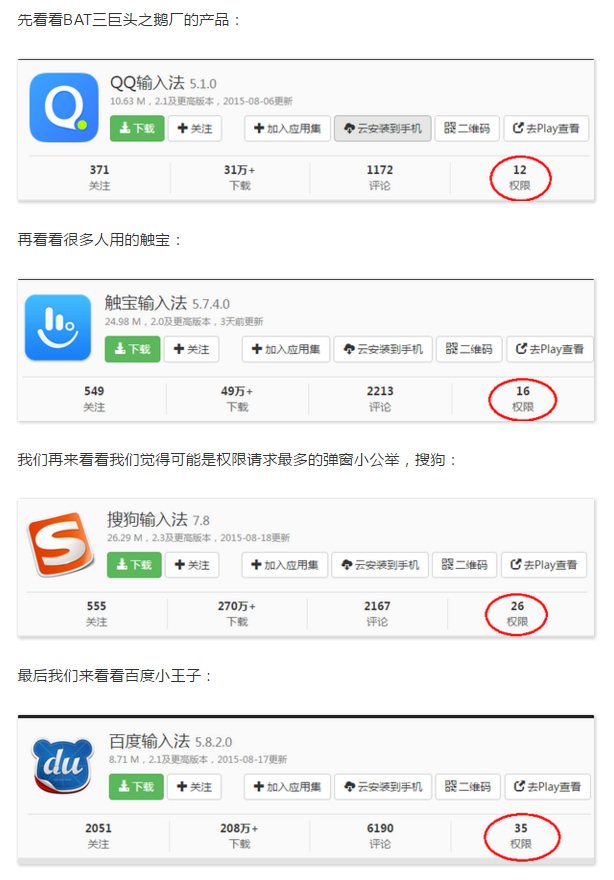 先看看BAT三巨头之鹅厂的产品：
QQ输入法 5.1.0
10.63 M，2.1及更高版本，2015-08-06更新
下载 关注 加入应用集 云安装到手机 二维码 去Play查看
371 31万+ 1172 12
关注 下载 评论 权限
再看看很多人用的触宝：
触宝输入法 5.7.4.0
24.98 M，2.0及更高版本，3天前更新
下载 关注 加入应用集 云安装到手机 二维码 去Play查看
549 49万+ 2213 16
关注 下载 评论 权限
我们再来看看我们觉得可能是权限请求最多的弹窗小公举，搜狗：
S
搜狗输入法 7.8
26.29 M，2.3及更高版本，2015-08-18更新
下载 关注 加入应用集 云安装到手机 二维码 去Play查看
555 270万+ 2167 26
关注 下载 评论 权限
最后我们来看看百度小王子：
du
百度输入法 5.8.2.0
8.71 M，2.1及更高版本，2015-08-17更新
下载 关注 加入应用集 云安装到手机 二维码 去Play查看
2051 208万+ 6190 35
关注 下载 评论 权限